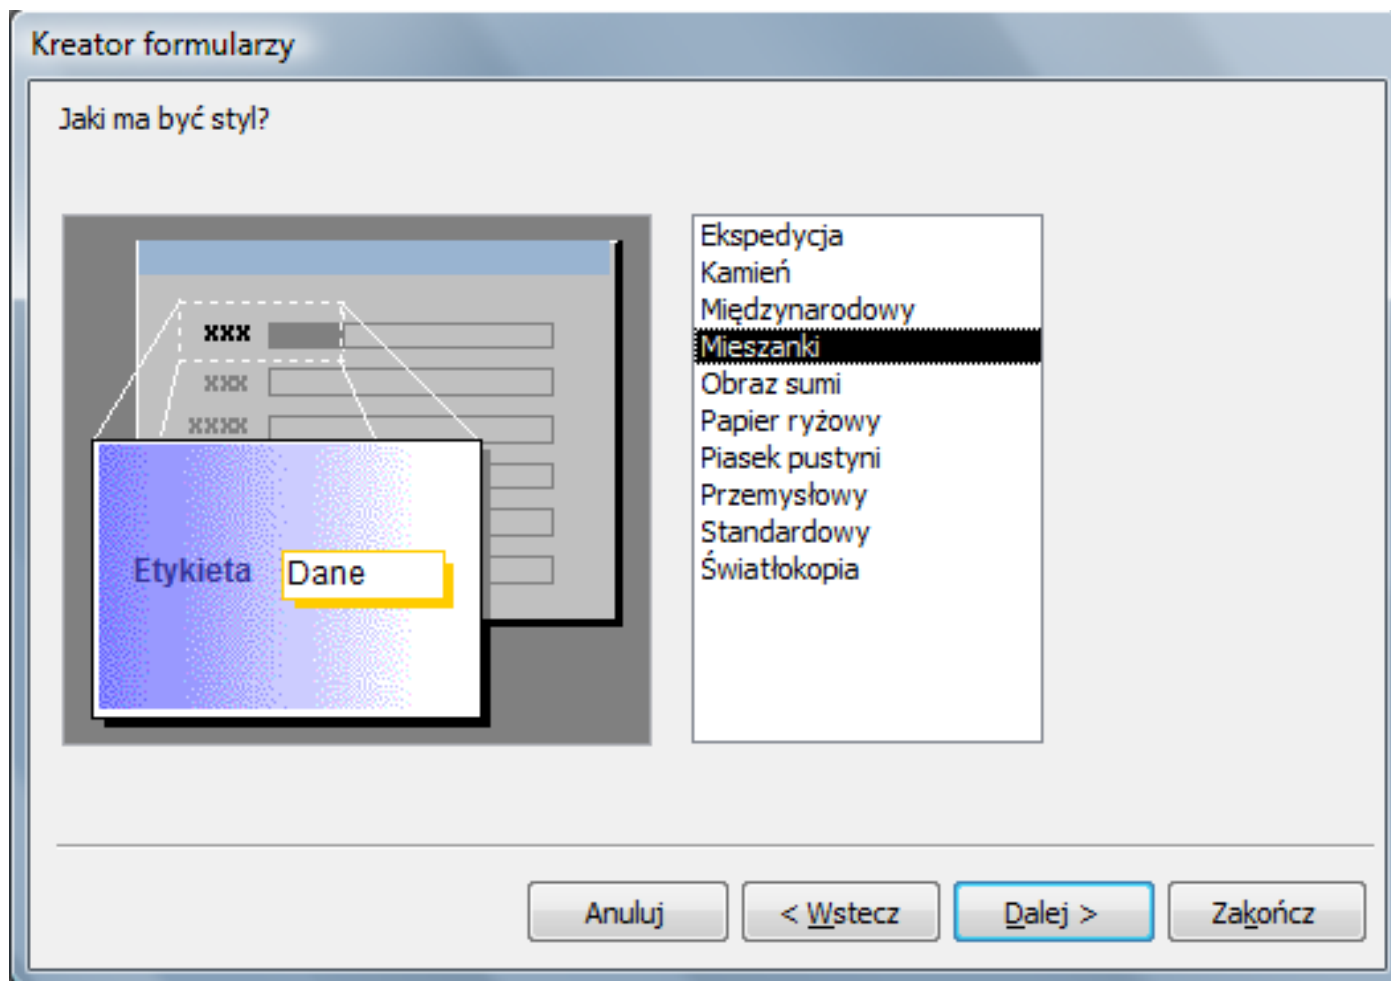 Kreator formularzy
Jaki ma być styl?
xxx
xxx
xxxx
Etykieta
Dane
Ekspedycja
Kamień
Międzynarodowy
Mieszanki
Obraz sumi
Papier ryżowy
Piasek pustyni
Przemysłowy
Standardowy
Światłokopia
Anuluj
< Wstecz
Dalej >
Zakończ